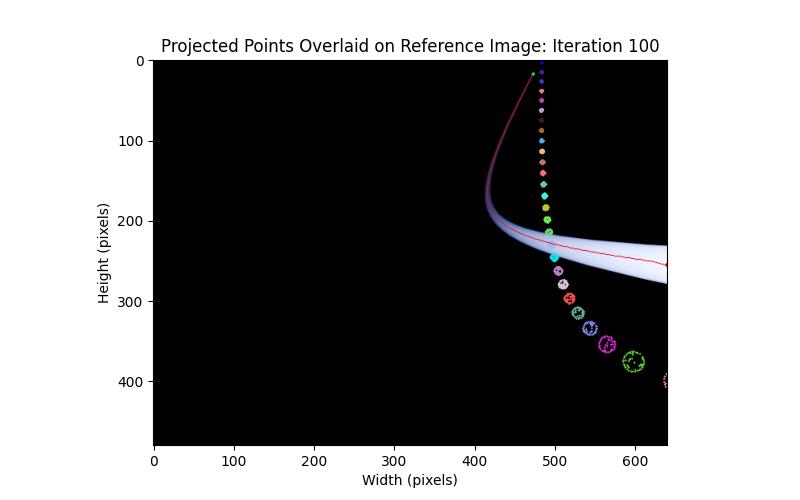 Projected Points Overlaid on Reference Image: Iteration 100
0
100
200
300
400
Height (pixels)
0 100 200 300 400 500 600
Width (pixels)